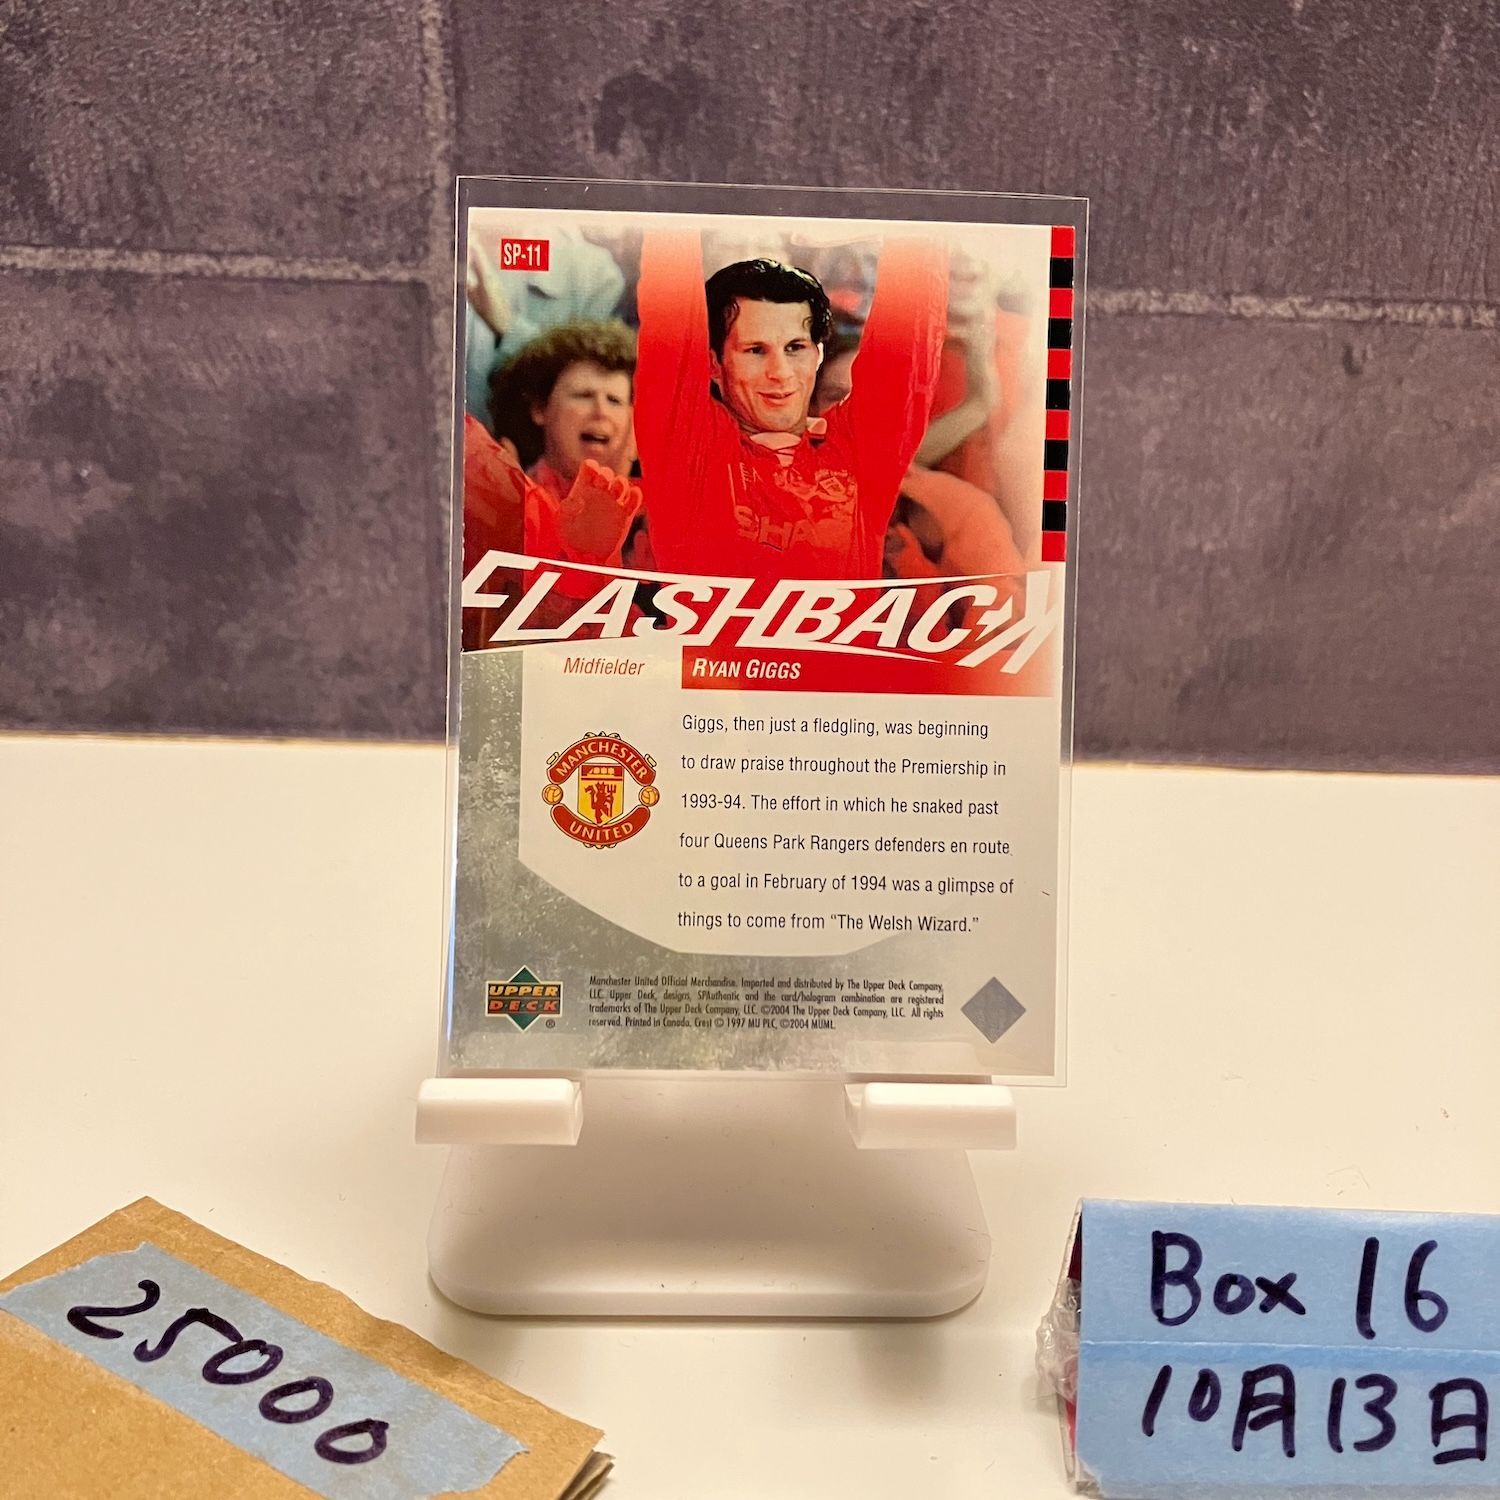 SP-11
SHA
FLASHBACK
Midfielder
RYAN GIGGS
Giggs, then just a fledgling, was beginning
to draw praise throughout the Premiership in
1993-94. The effort in which he snaked past
four Queens Park Rangers defenders en route
to a goal in February of 1994 was a glimpse of
things to come from “The Welsh Wizard.”
MANCHESTER
UNITED
UPPER
D·E·C·K
®
Manchester United Official Merchandise. Imported and distributed by The Upper Deck Company,
LLC. Upper Deck, designs, SPAuthentic and the card/hologram combination are registered
trademarks of The Upper Deck Company, LLC. ©2004 The Upper Deck Company, LLC. All rights
reserved. Printed in Canada. Crest © 1997 MU PLC, ©2004 MUML.
25000
Box 16
10月13日